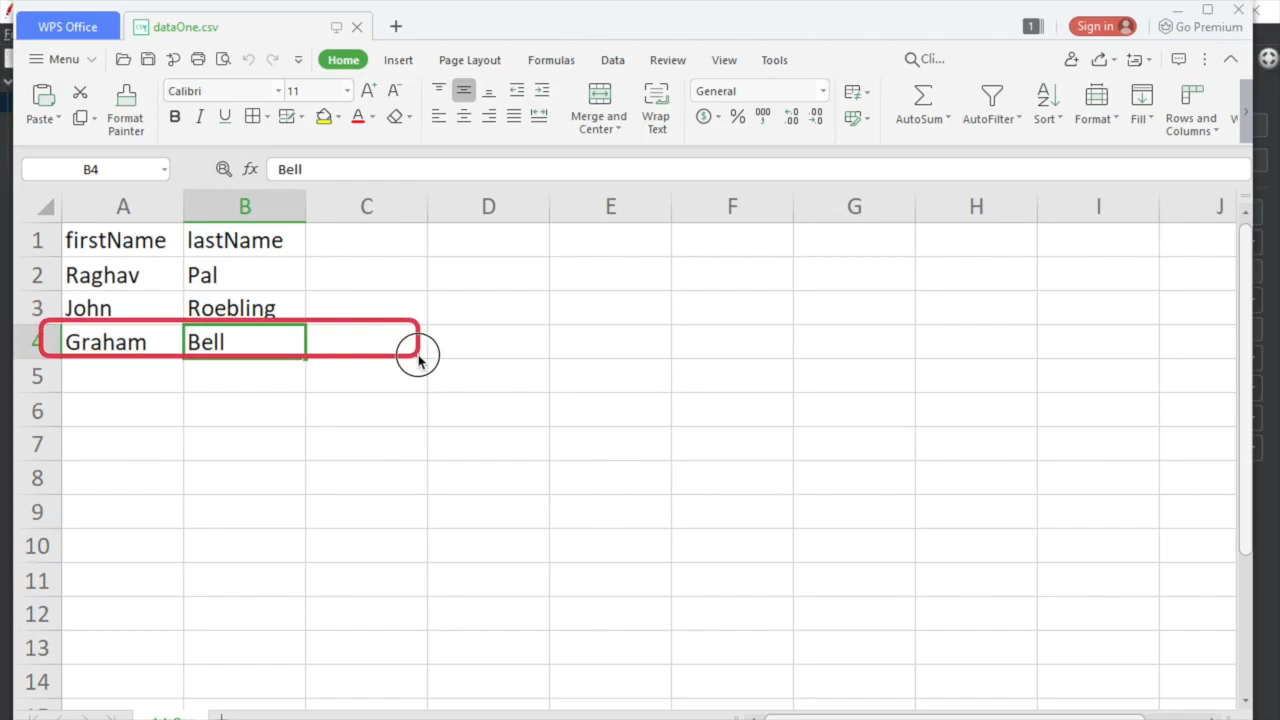 WPS Office dataOne.csv + 1 Sign in Go Premium
Menu Home Insert Page Layout Formulas Data Review View Tools Cli...
Calibri 11 A+ A- General
Paste Format Painter B I U A Merge and Center Wrap Text $ % 000 AutoSum AutoFilter Sort Format Fill Rows and Columns
B4 fx Bell
A B C D E F G H I J
1 firstName lastName
2 Raghav Pal
3 John Roebling
4 Graham Bell
5
6
7
8
9
10
11
12
13
14